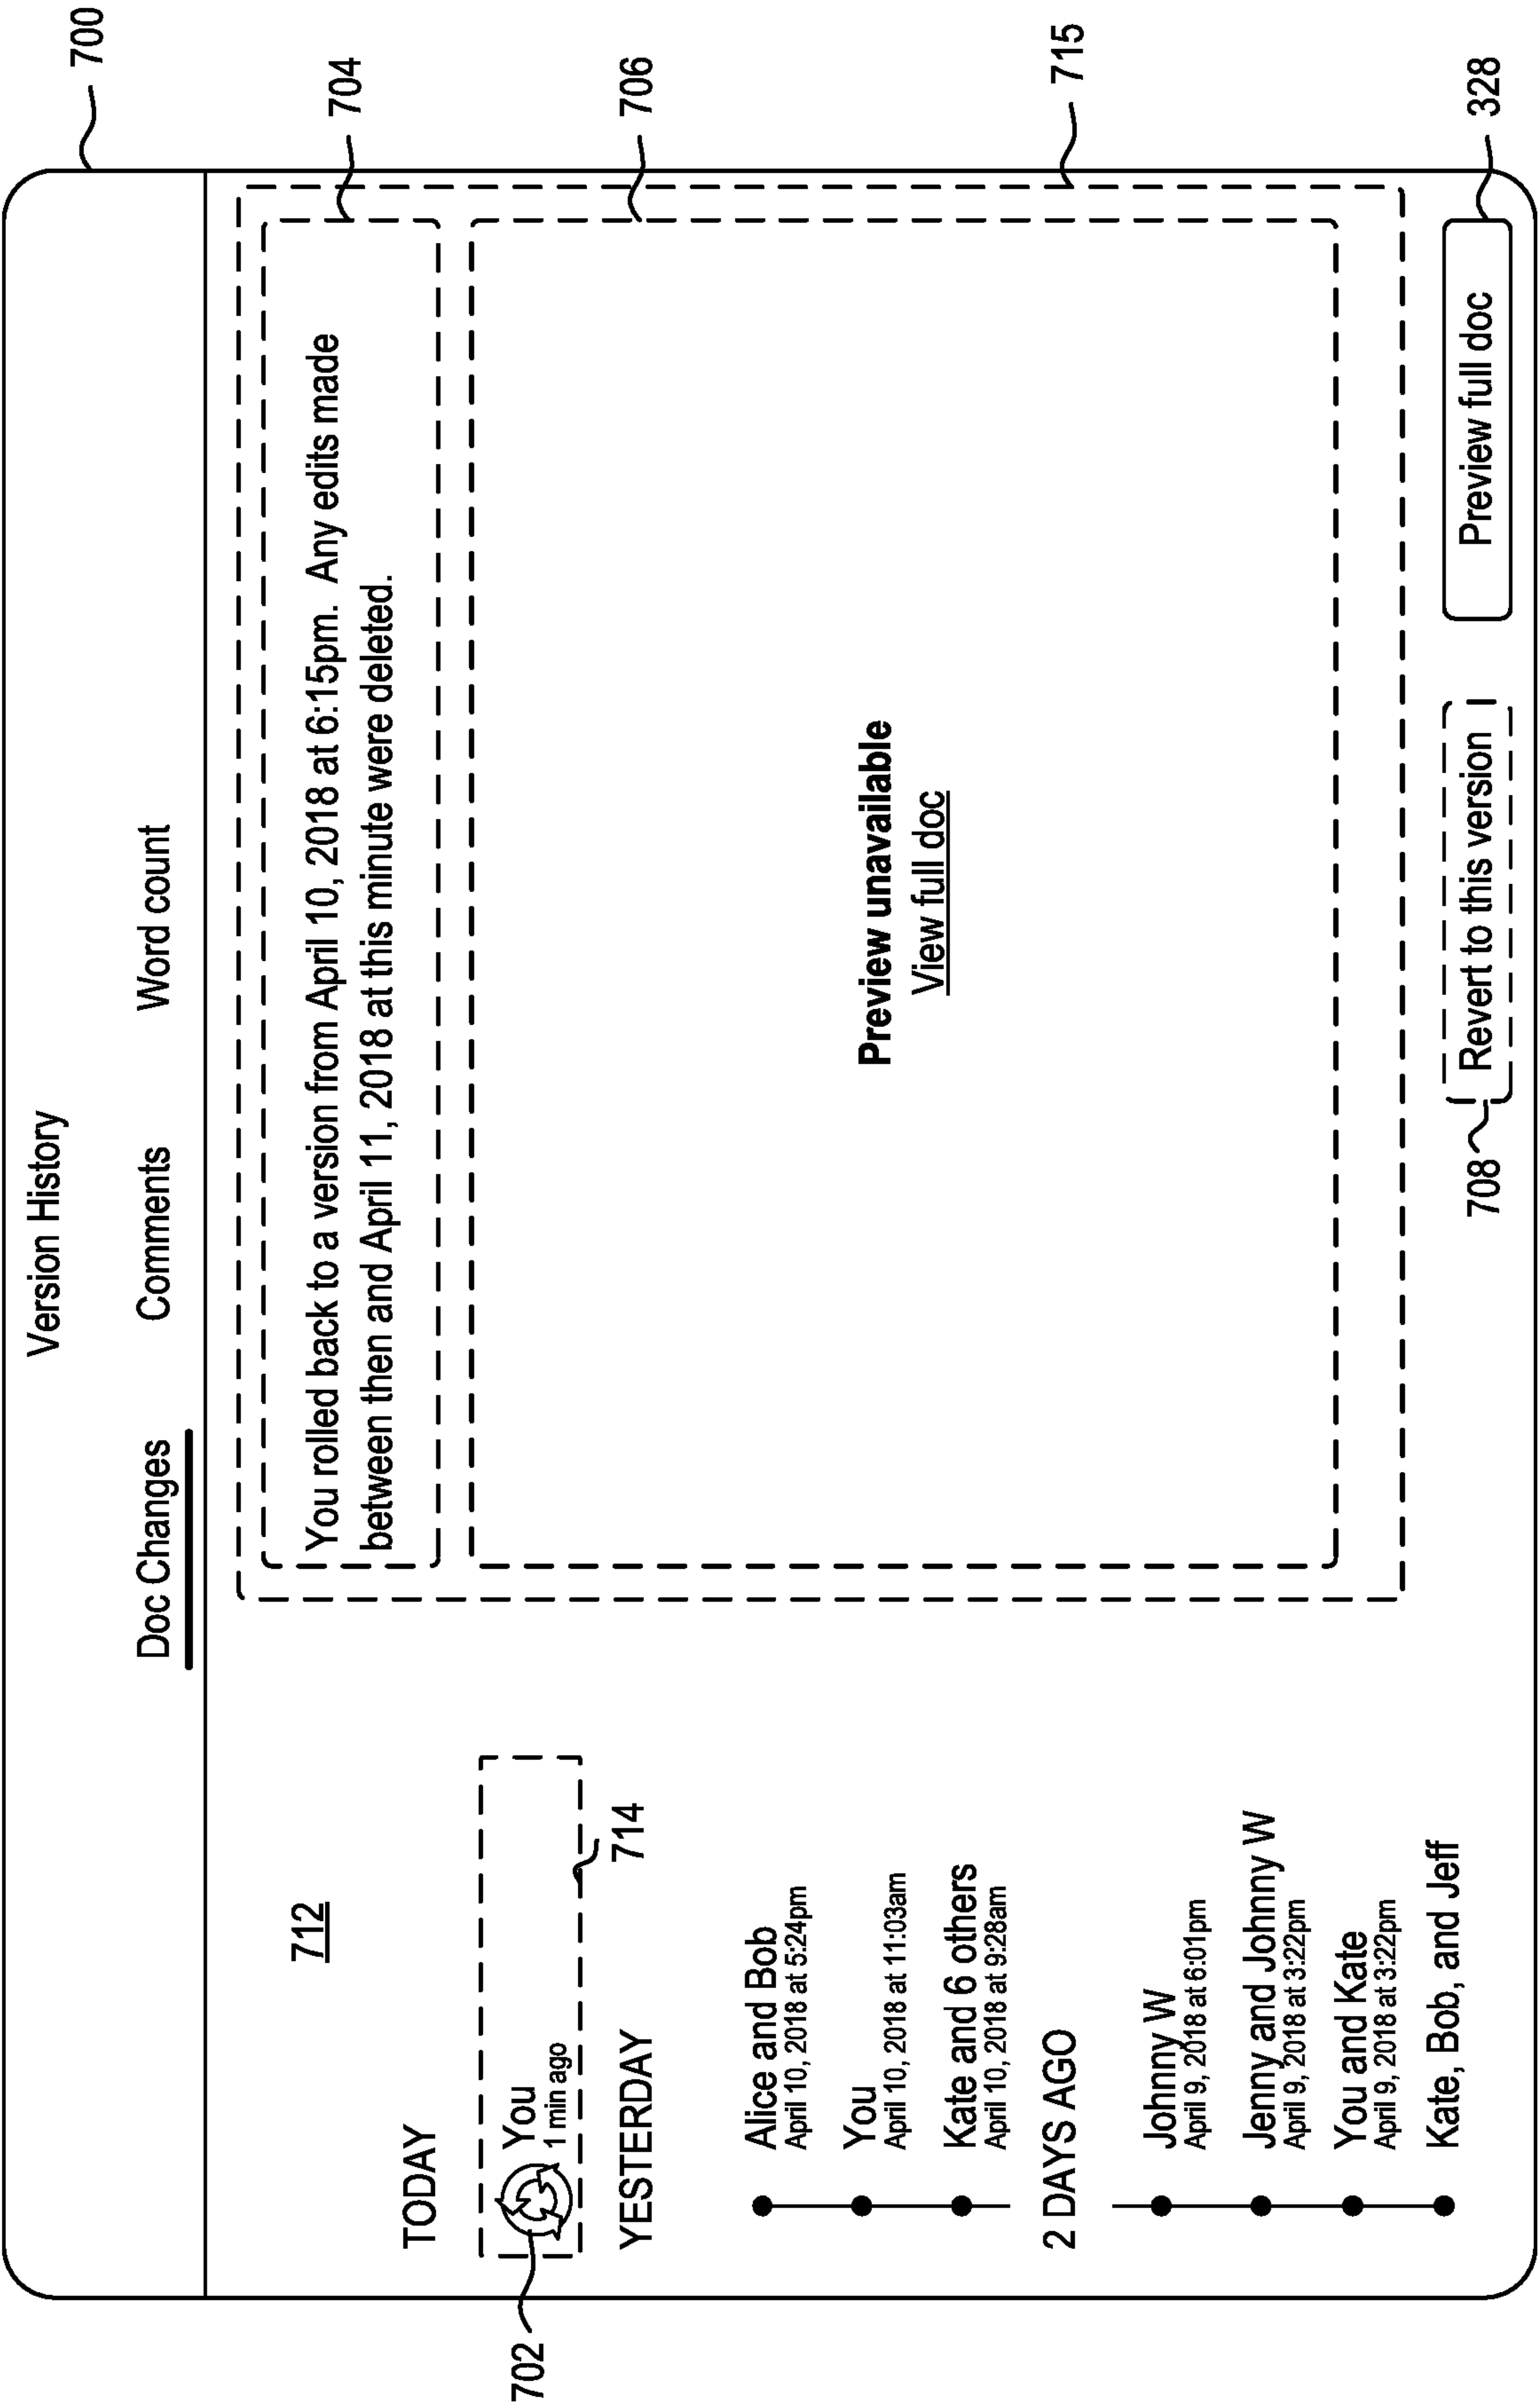 700
Version History
Doc Changes
Comments
Word count
712
TODAY
702
You
1 min ago
714
YESTERDAY
Alice and Bob
April 10, 2018 at 5:24pm
You
April 10, 2018 at 11:03am
Kate and 6 others
April 10, 2018 at 9:28am
2 DAYS AGO
Johnny W
April 9, 2018 at 6:01pm
Jenny and Johnny W
April 9, 2018 at 3:22pm
You and Kate
April 9, 2018 at 3:22pm
Kate, Bob, and Jeff
704
You rolled back to a version from April 10, 2018 at 6:15pm. Any edits made
between then and April 11, 2018 at this minute were deleted.
706
Preview unavailable
View full doc
715
708
Revert to this version
Preview full doc
328